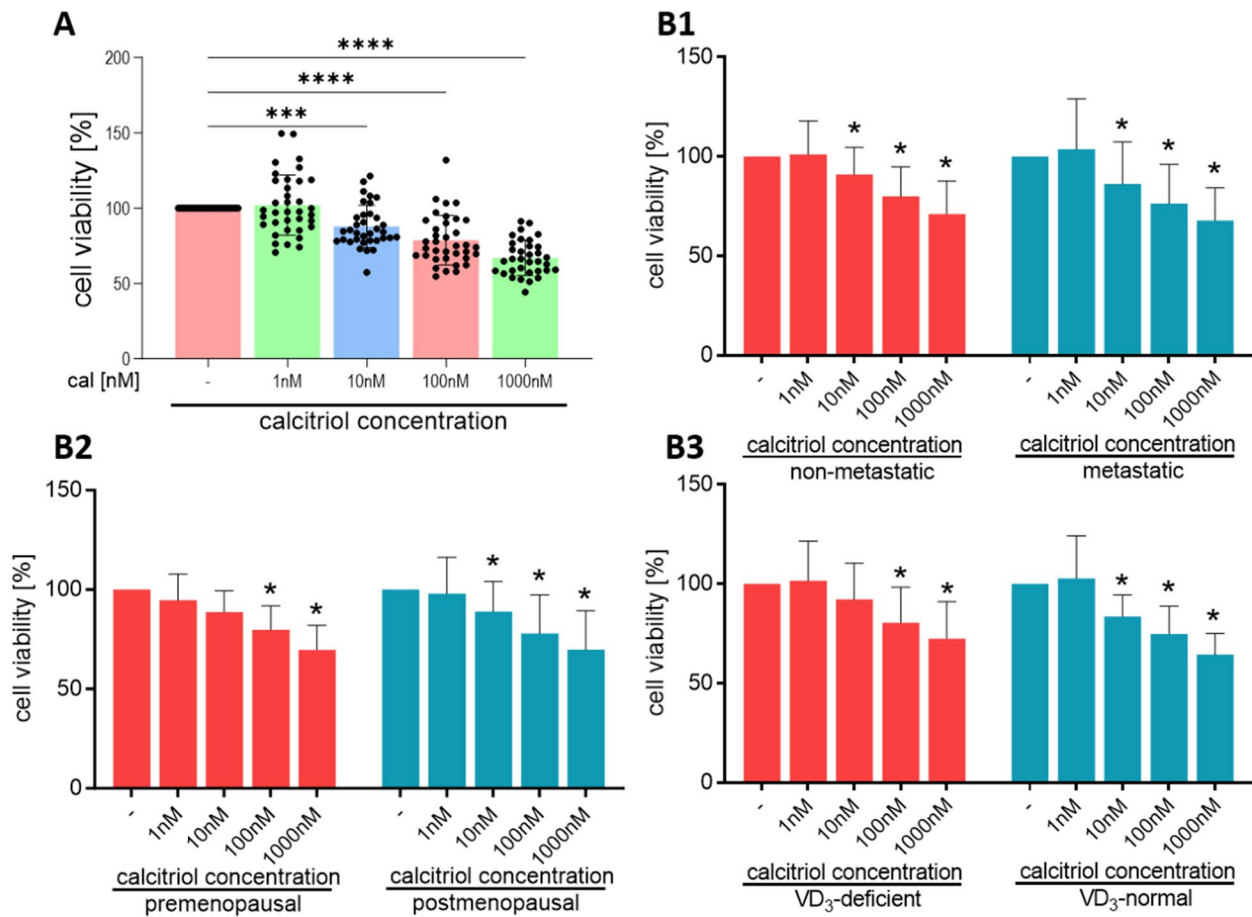 A
cell viability [%]
200
150
100
50
0
****
****
***
cal [nM]
- 1nM 10nM 100nM 1000nM
calcitriol concentration
B1
cell viability [%]
150
100
50
0
* * * * * *
- 1nM 10nM 100nM 1000nM - 1nM 10nM 100nM 1000nM
calcitriol concentration calcitriol concentration
non-metastatic metastatic
B2
cell viability [%]
150
100
50
0
* * * * *
- 1nM 10nM 100nM 1000nM - 1nM 10nM 100nM 1000nM
calcitriol concentration calcitriol concentration
premenopausal postmenopausal
B3
cell viability [%]
150
100
50
0
* * * * *
- 1nM 10nM 100nM 1000nM - 1nM 10nM 100nM 1000nM
calcitriol concentration calcitriol concentration
VD₃-deficient VD₃-normal